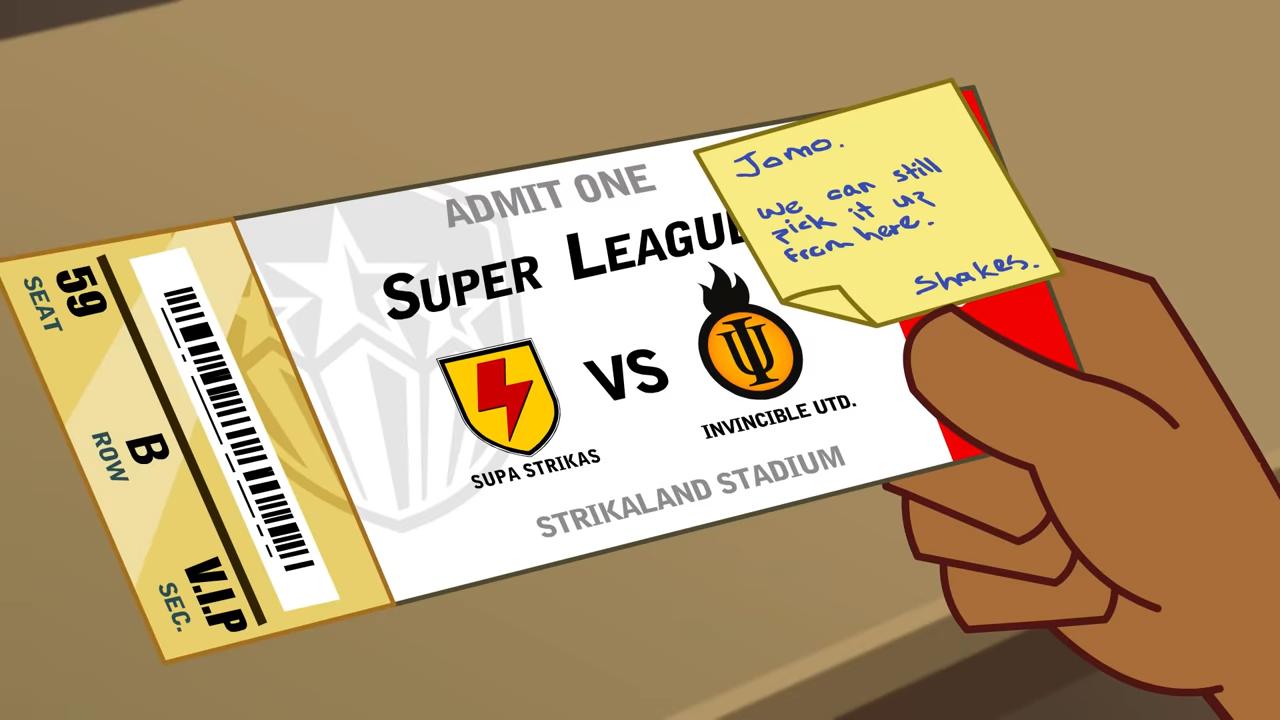 ADMIT ONE
SUPER LEAGUE
VS
SUPA STRIKAS
INVINCIBLE UTD.
STRIKALAND STADIUM
59
SEAT
B
ROW
V.I.P
SEC.
Jomo.
We can still
pick it up
from here.
Shakes.